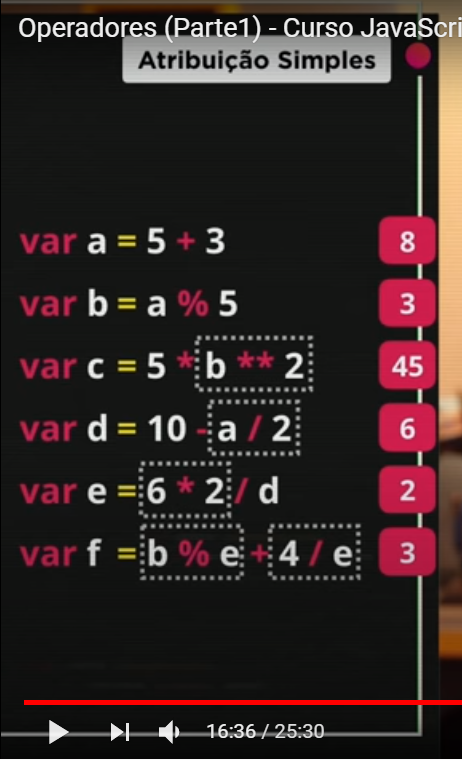 Operadores (Parte1) - Curso JavaScri
Atribuição Simples
var a = 5 + 3 8
var b = a % 5 3
var c = 5 * b ** 2 45
var d = 10 - a / 2 6
var e = 6 * 2 / d 2
var f = b % e + 4 / e 3
16:36 / 25:30